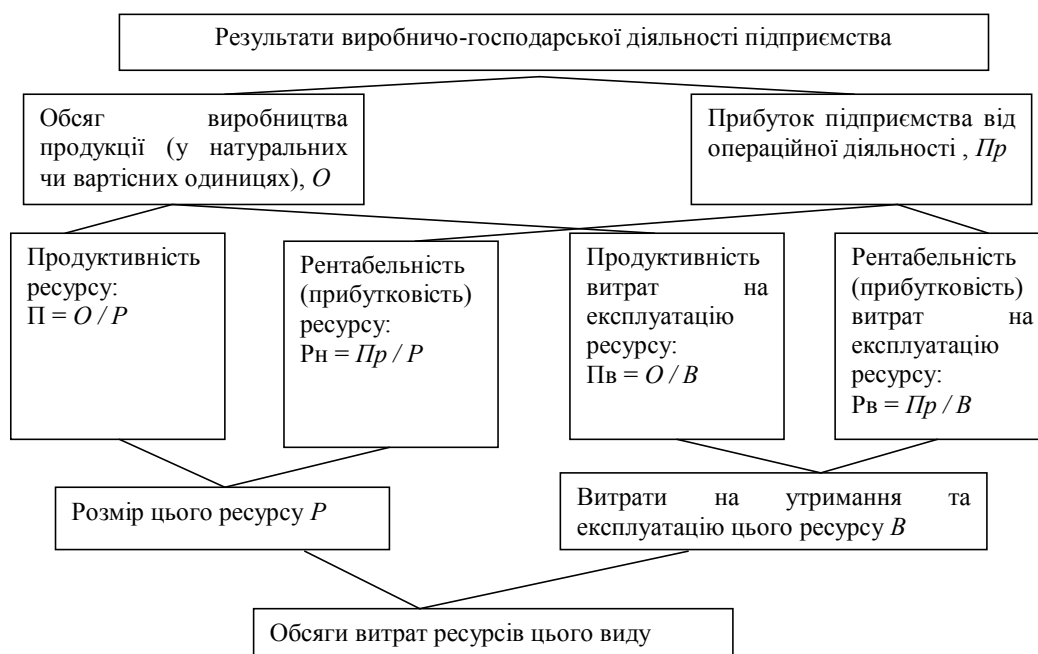 Результати виробничо-господарської діяльності підприємства
Обсяг виробництва
продукції (у натуральних
чи вартісних одиницях), О
Прибуток підприємства від
операційної діяльності , Пр
Продуктивність
ресурсу:
П = О / Р
Рентабельність
(прибутковість)
ресурсу:
Рн = Пр / Р
Продуктивність
витрат на
експлуатацію
ресурсу:
Пв = О / В
Рентабельність
(прибутковість)
витрат на
експлуатацію
ресурсу:
Рв = Пр / В
Розмір цього ресурсу Р
Витрати на утримання та
експлуатацію цього ресурсу В
Обсяги витрат ресурсів цього виду